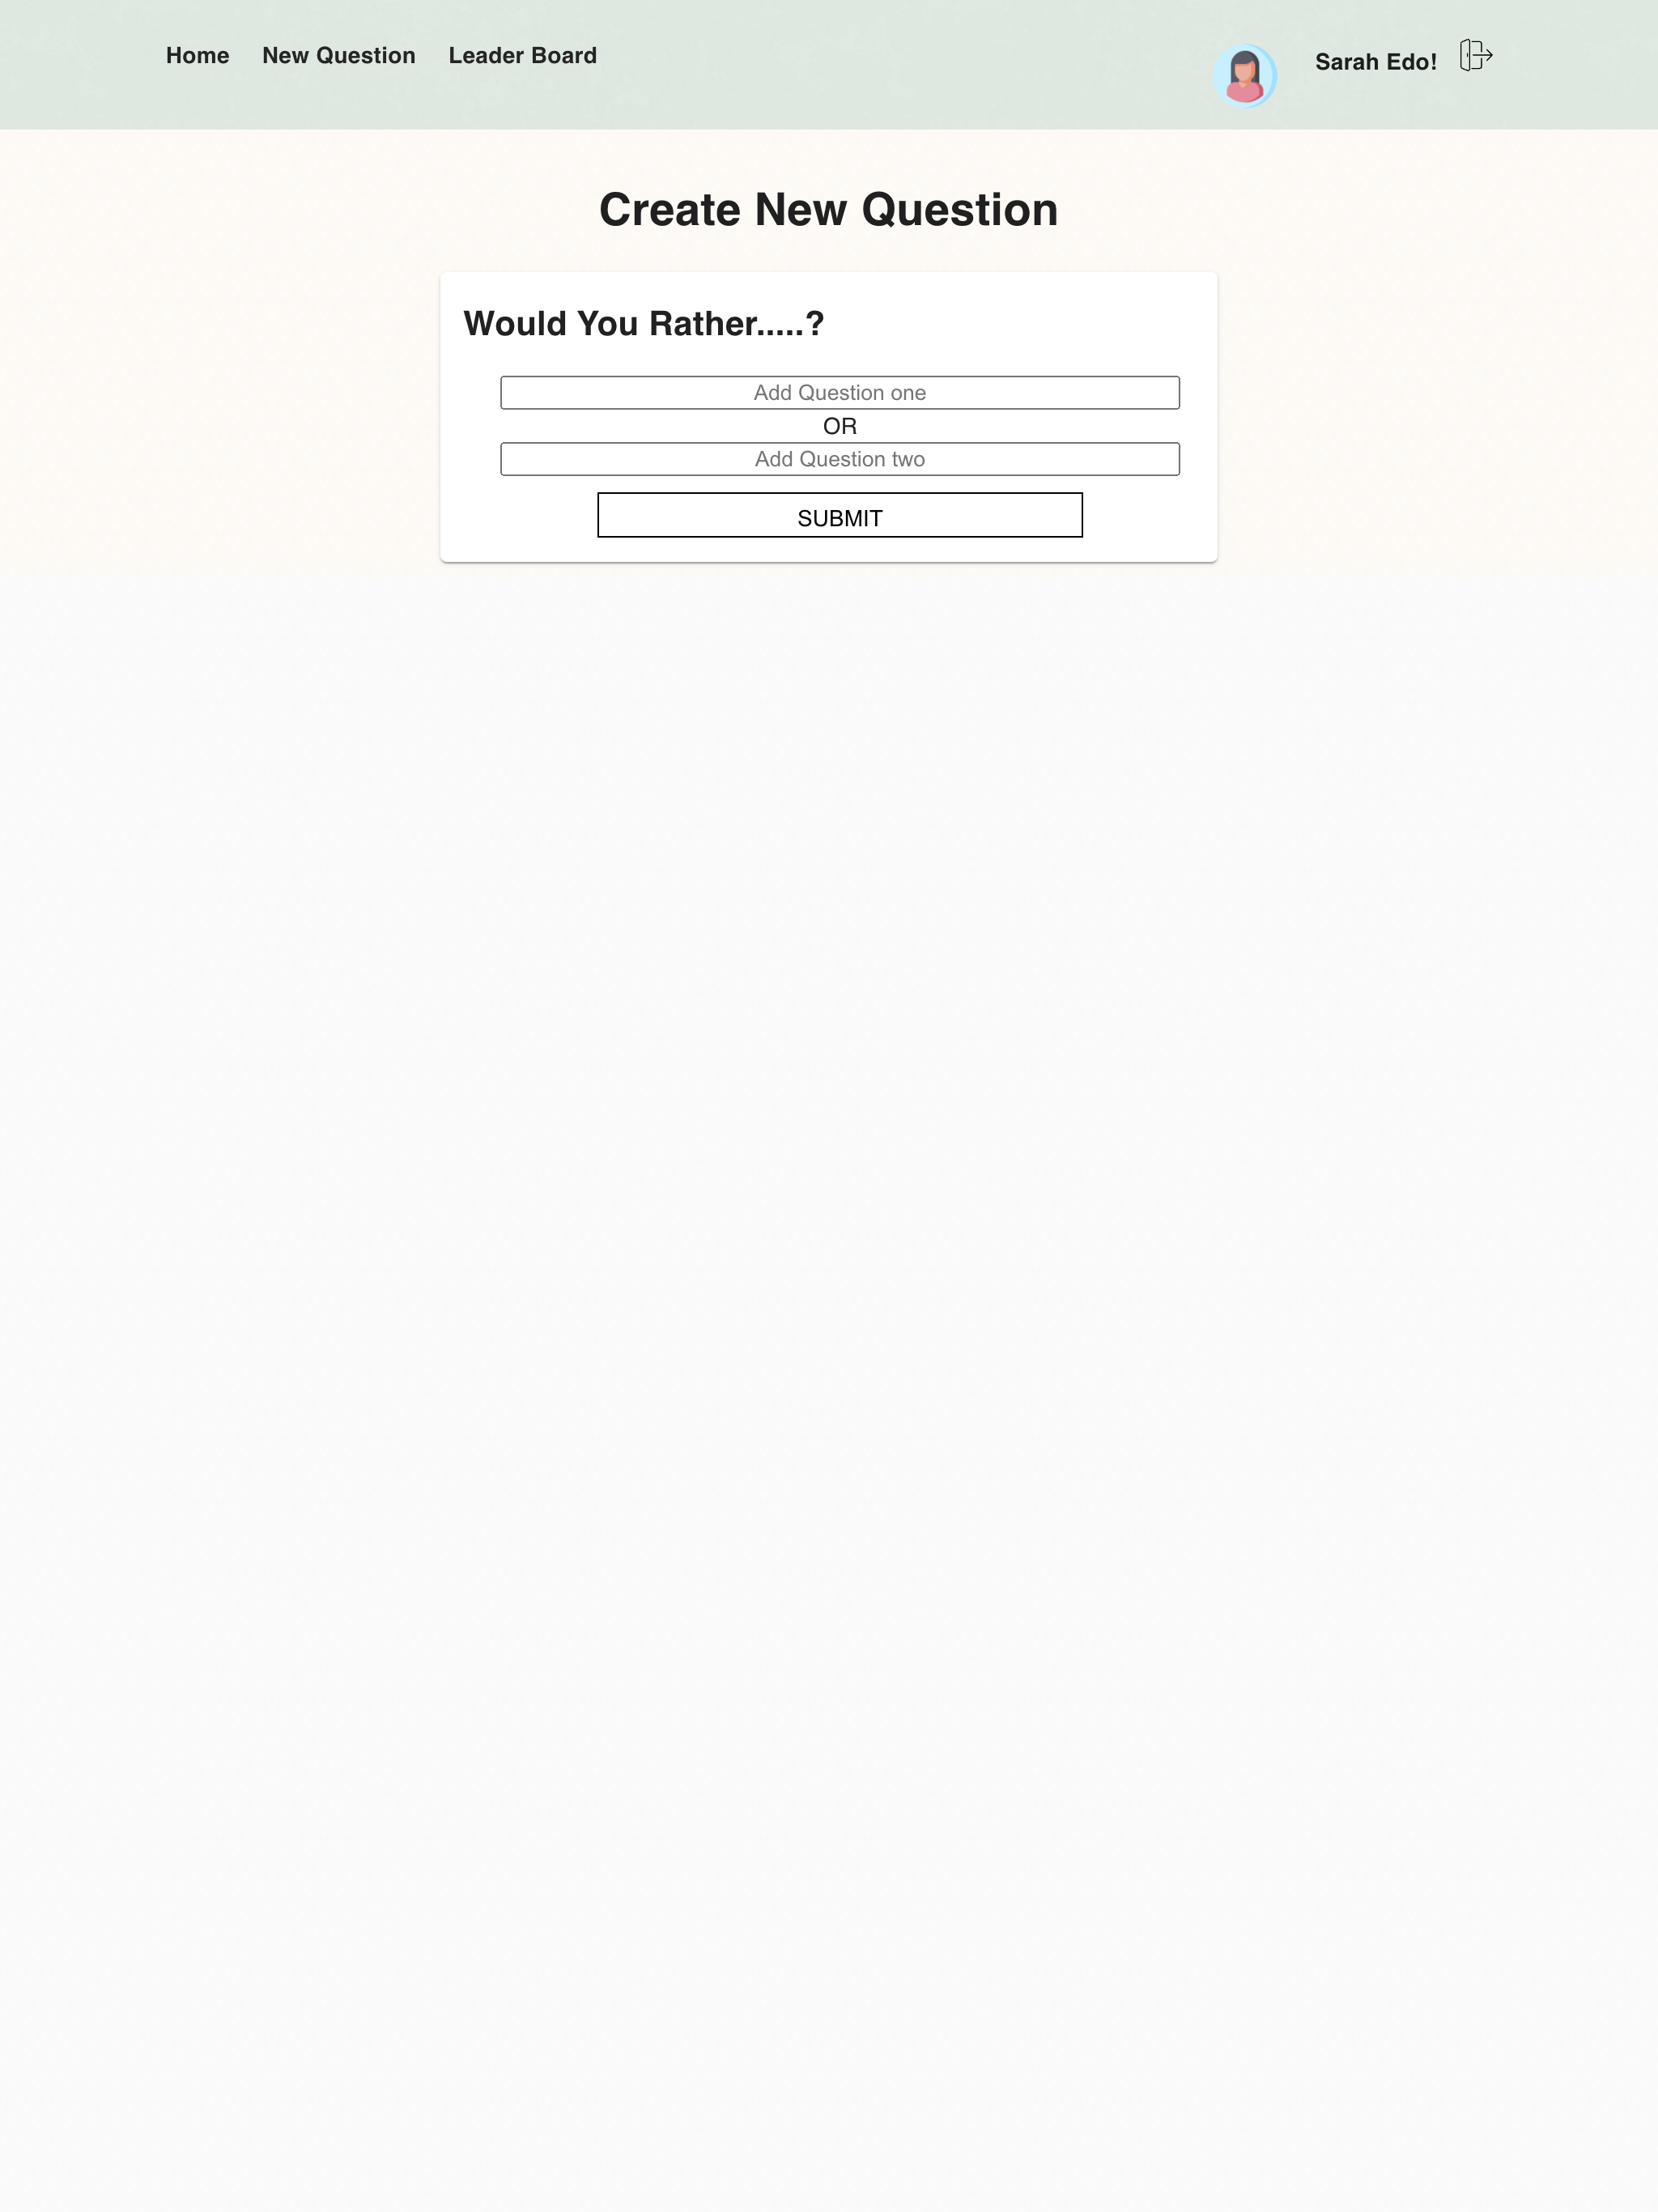 Home New Question Leader Board Sarah Edo!
Create New Question
Would You Rather.....?
Add Question one
OR
Add Question two
SUBMIT